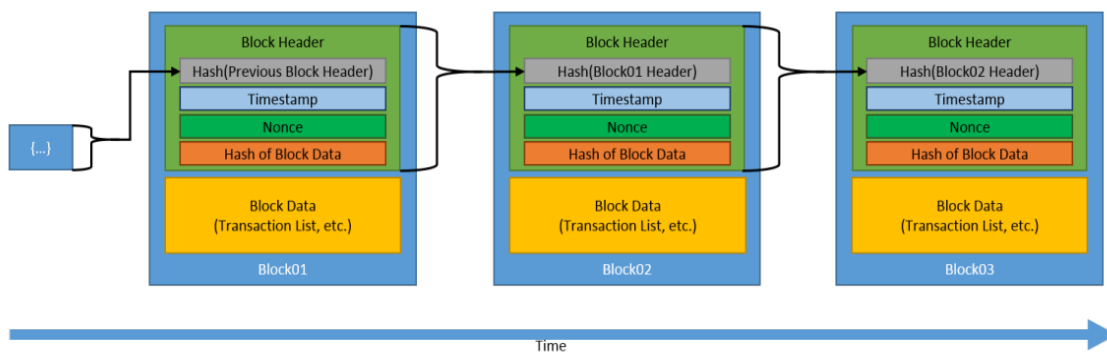 {...}
Block Header
Hash(Previous Block Header)
Timestamp
Nonce
Hash of Block Data
Block Data
(Transaction List, etc.)
Block01
Block Header
Hash(Block01 Header)
Timestamp
Nonce
Hash of Block Data
Block Data
(Transaction List, etc.)
Block02
Block Header
Hash(Block02 Header)
Timestamp
Nonce
Hash of Block Data
Block Data
(Transaction List, etc.)
Block03
Time